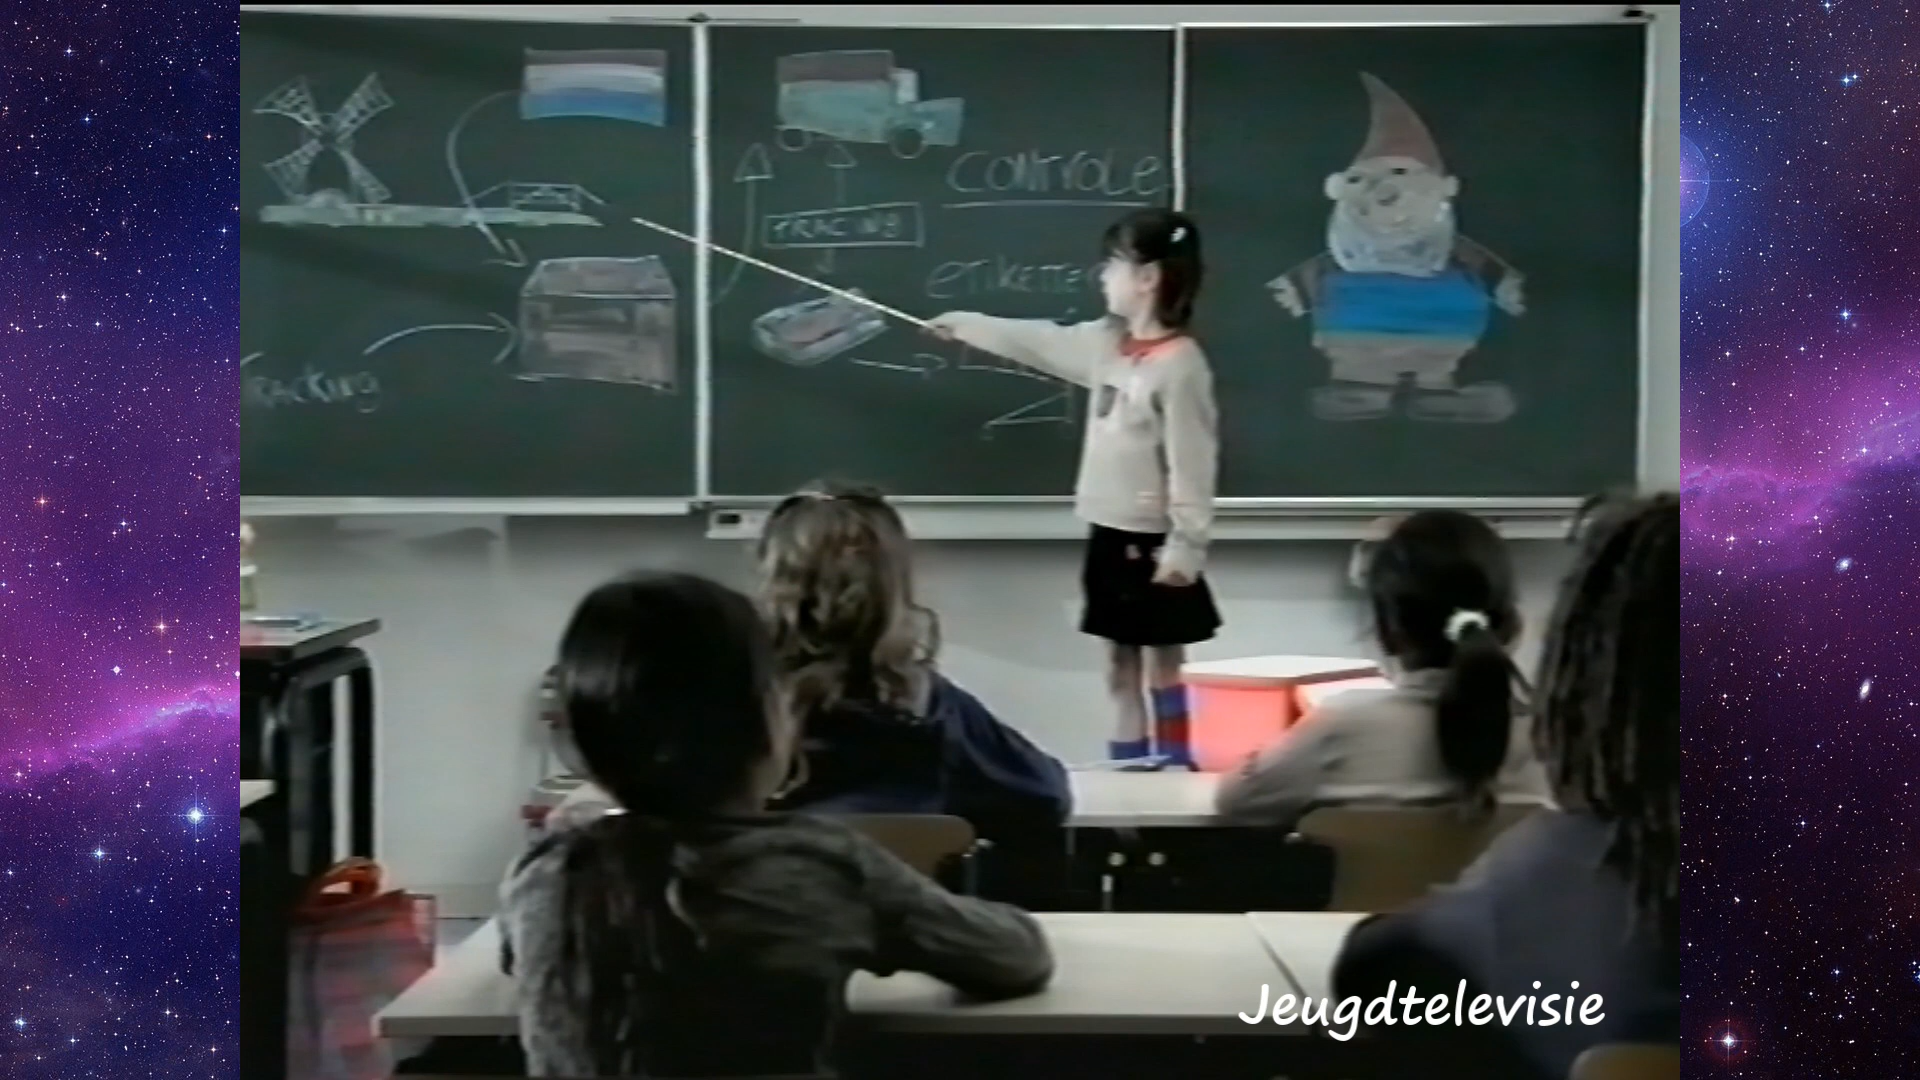 CONTROLE
TRACING
ETIKETTE
TRACKING
Jeugdtelevisie